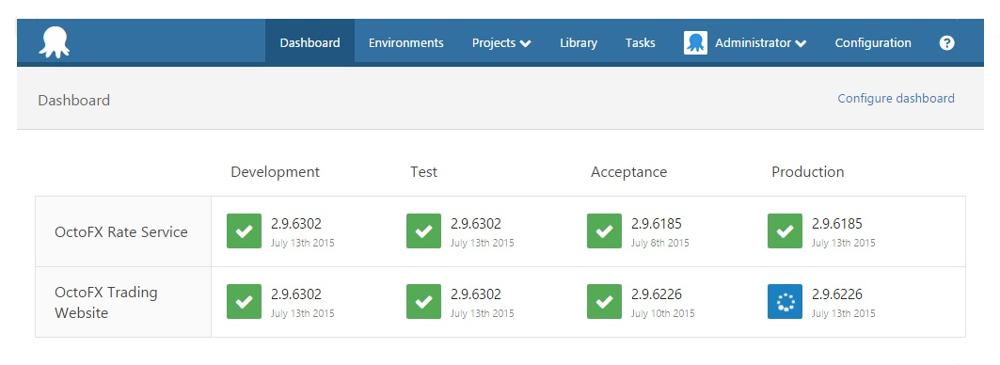 Dashboard Environments Projects Library Tasks Administrator Configuration ?
Dashboard Configure dashboard
Development Test Acceptance Production
OctoFX Rate Service 2.9.6302 2.9.6302 2.9.6185 2.9.6185
July 13th 2015 July 13th 2015 July 8th 2015 July 13th 2015
OctoFX Trading 2.9.6302 2.9.6302 2.9.6226 2.9.6226
Website July 13th 2015 July 13th 2015 July 10th 2015 July 13th 2015